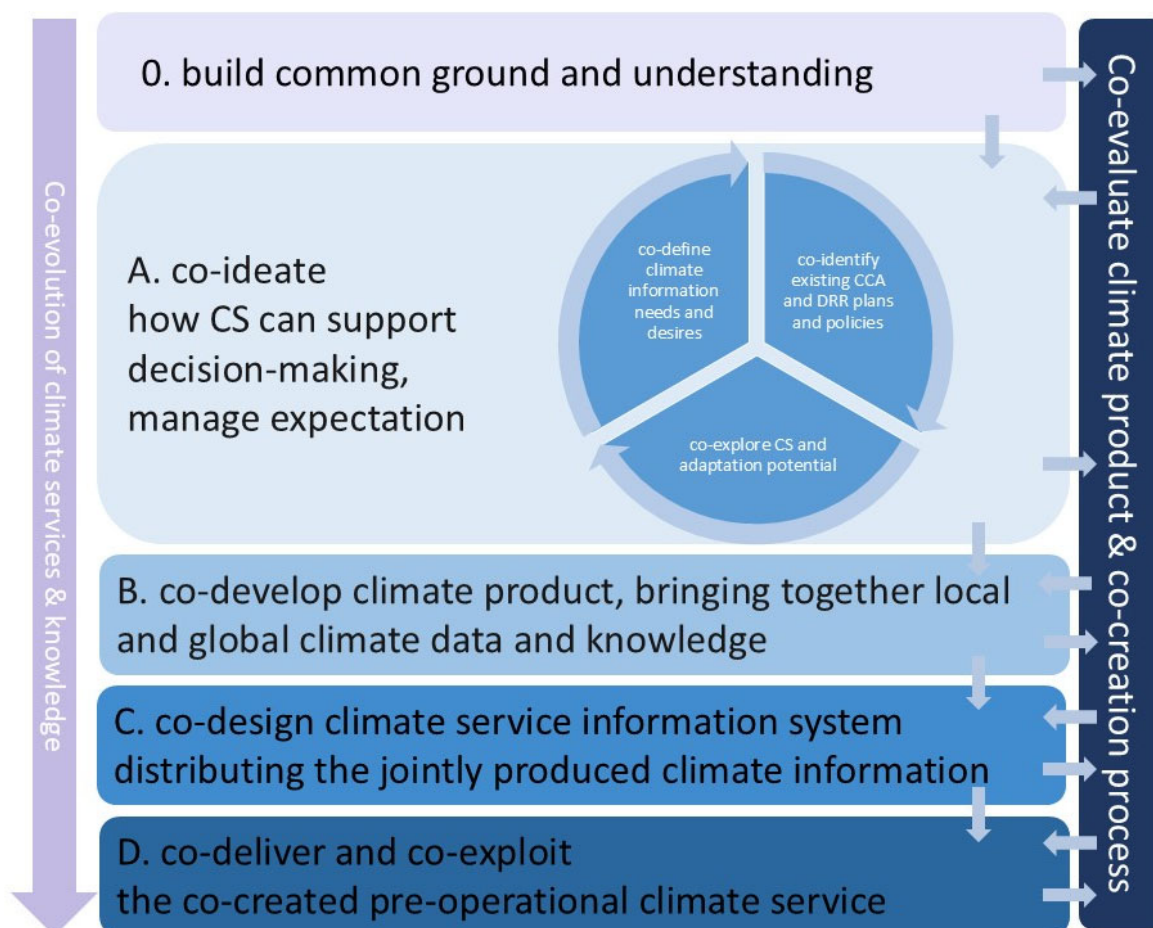 0. build common ground and understanding
A. co-ideate
how CS can support
decision-making,
manage expectation
co-define
climate
information
needs and
desires
co-identify
existing CCA
and DRR plans
and policies
co-explore CS and
adaptation potential
B. co-develop climate product, bringing together local
and global climate data and knowledge
C. co-design climate service information system
distributing the jointly produced climate information
D. co-deliver and co-exploit
the co-created pre-operational climate service
Co-evolution of climate services & knowledge
Co-evaluate climate product & co-creation process